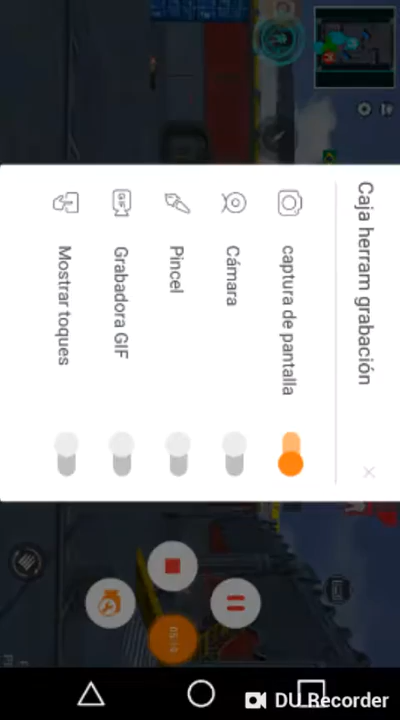 Caja herram grabación
captura de pantalla
Cámara
Pincel
Grabadora GIF
Mostrar toques
DU Recorder